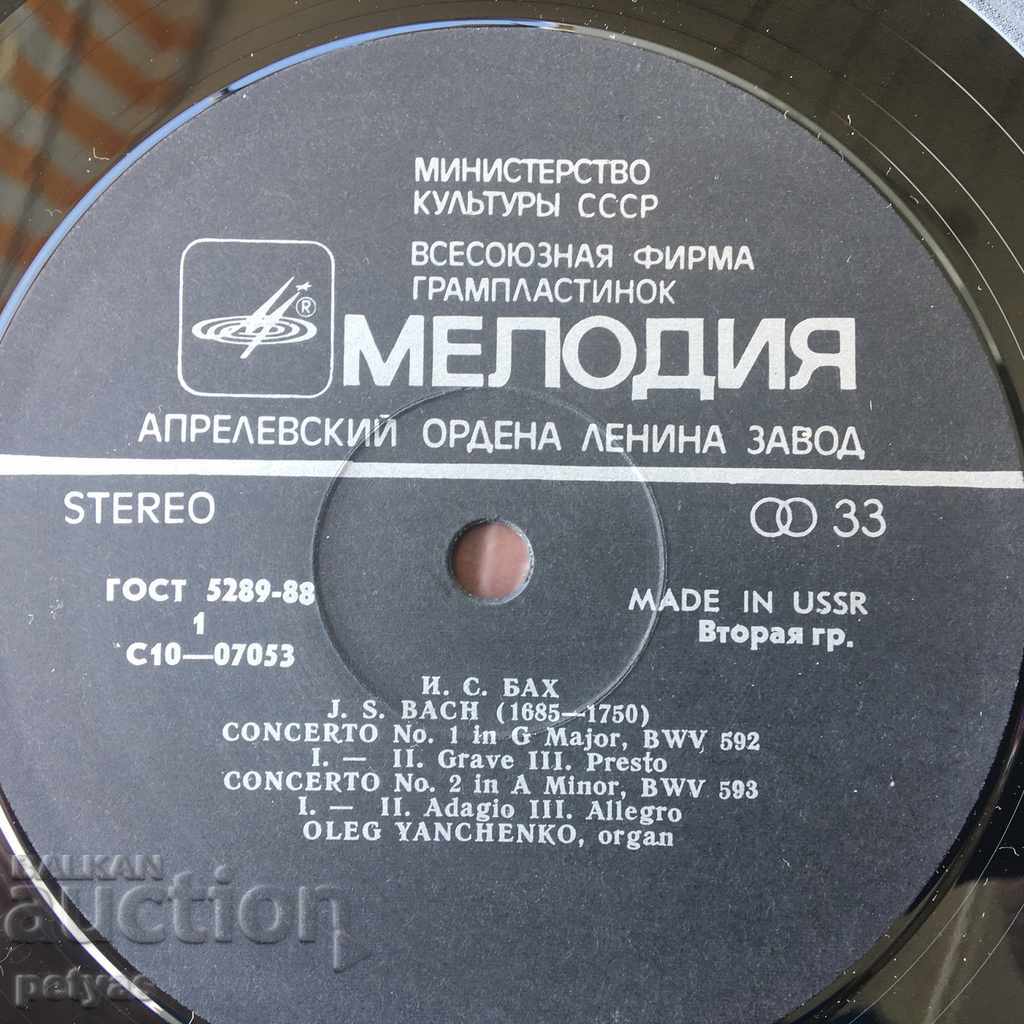 МИНИСТЕРСТВО
КУЛЬТУРЫ СССР
ВСЕСОЮЗНАЯ ФИРМА
ГРАМПЛАСТИНОК
®
МЕЛОДИЯ
АПРЕЛЕВСКИЙ ОРДЕНА ЛЕНИНА ЗАВОД
STEREO
33
ГОСТ 5289-88
1
С10—07053
MADE IN USSR
Вторая гр.
И. С. БАХ
J. S. BACH (1685—1750)
CONCERTO No. 1 in G Major, BWV 592
I. — II. Grave III. Presto
CONCERTO No. 2 in A Minor, BWV 593
I. — II. Adagio III. Allegro
OLEG YANCHENKO, organ
BALKAN
auction
petyas